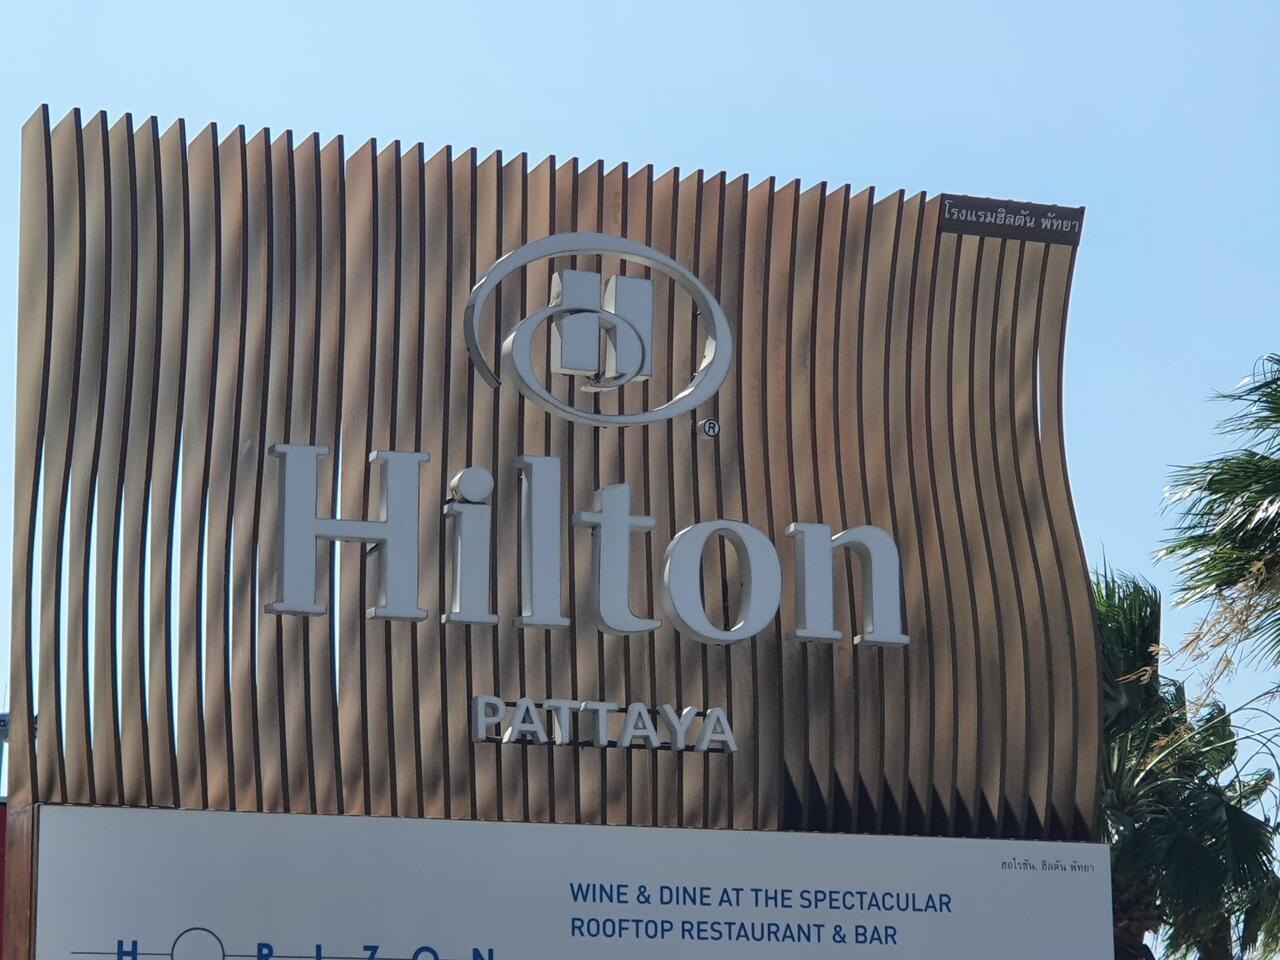 โรงแรมฮิลตัน พัทยา
H
®
Hilton
PATTAYA
ฮอไรซัน, ฮิลตัน พัทยา
WINE & DINE AT THE SPECTACULAR
ROOFTOP RESTAURANT & BAR
HORIZON